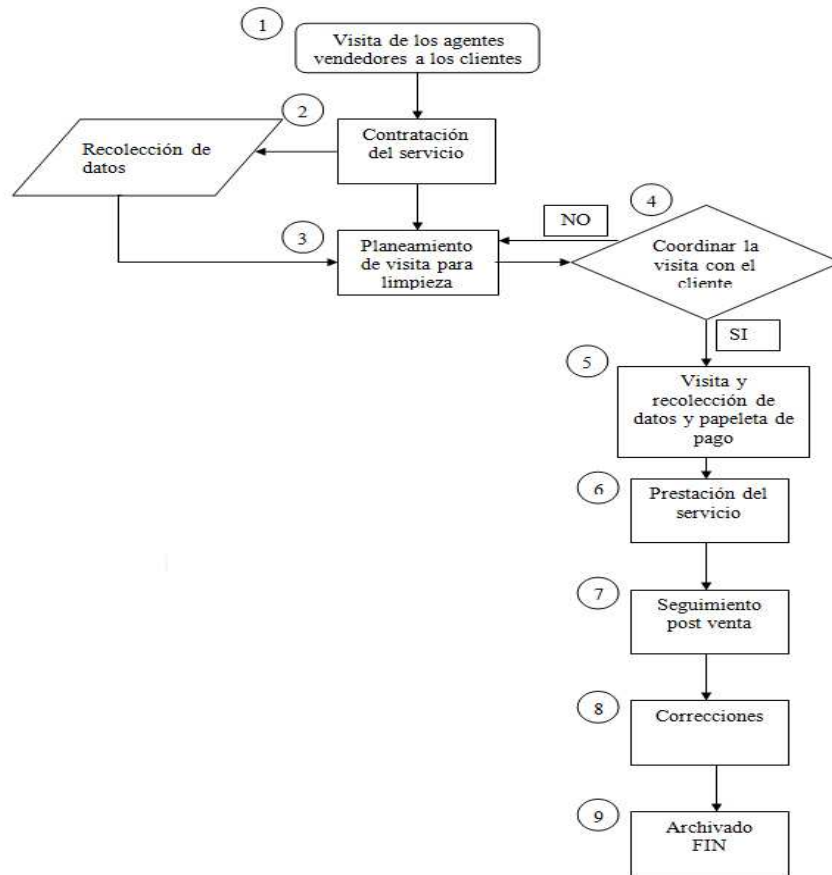 1
Visita de los agentes
vendedores a los clientes
2
Recolección de
datos
Contratación
del servicio
3
Planeamiento
de visita para
limpieza
NO
4
Coordinar la
visita con el
cliente
SI
5
Visita y
recolección de
datos y papeleta de
pago
6
Prestación del
servicio
7
Seguimiento
post venta
8
Correcciones
9
Archivado
FIN